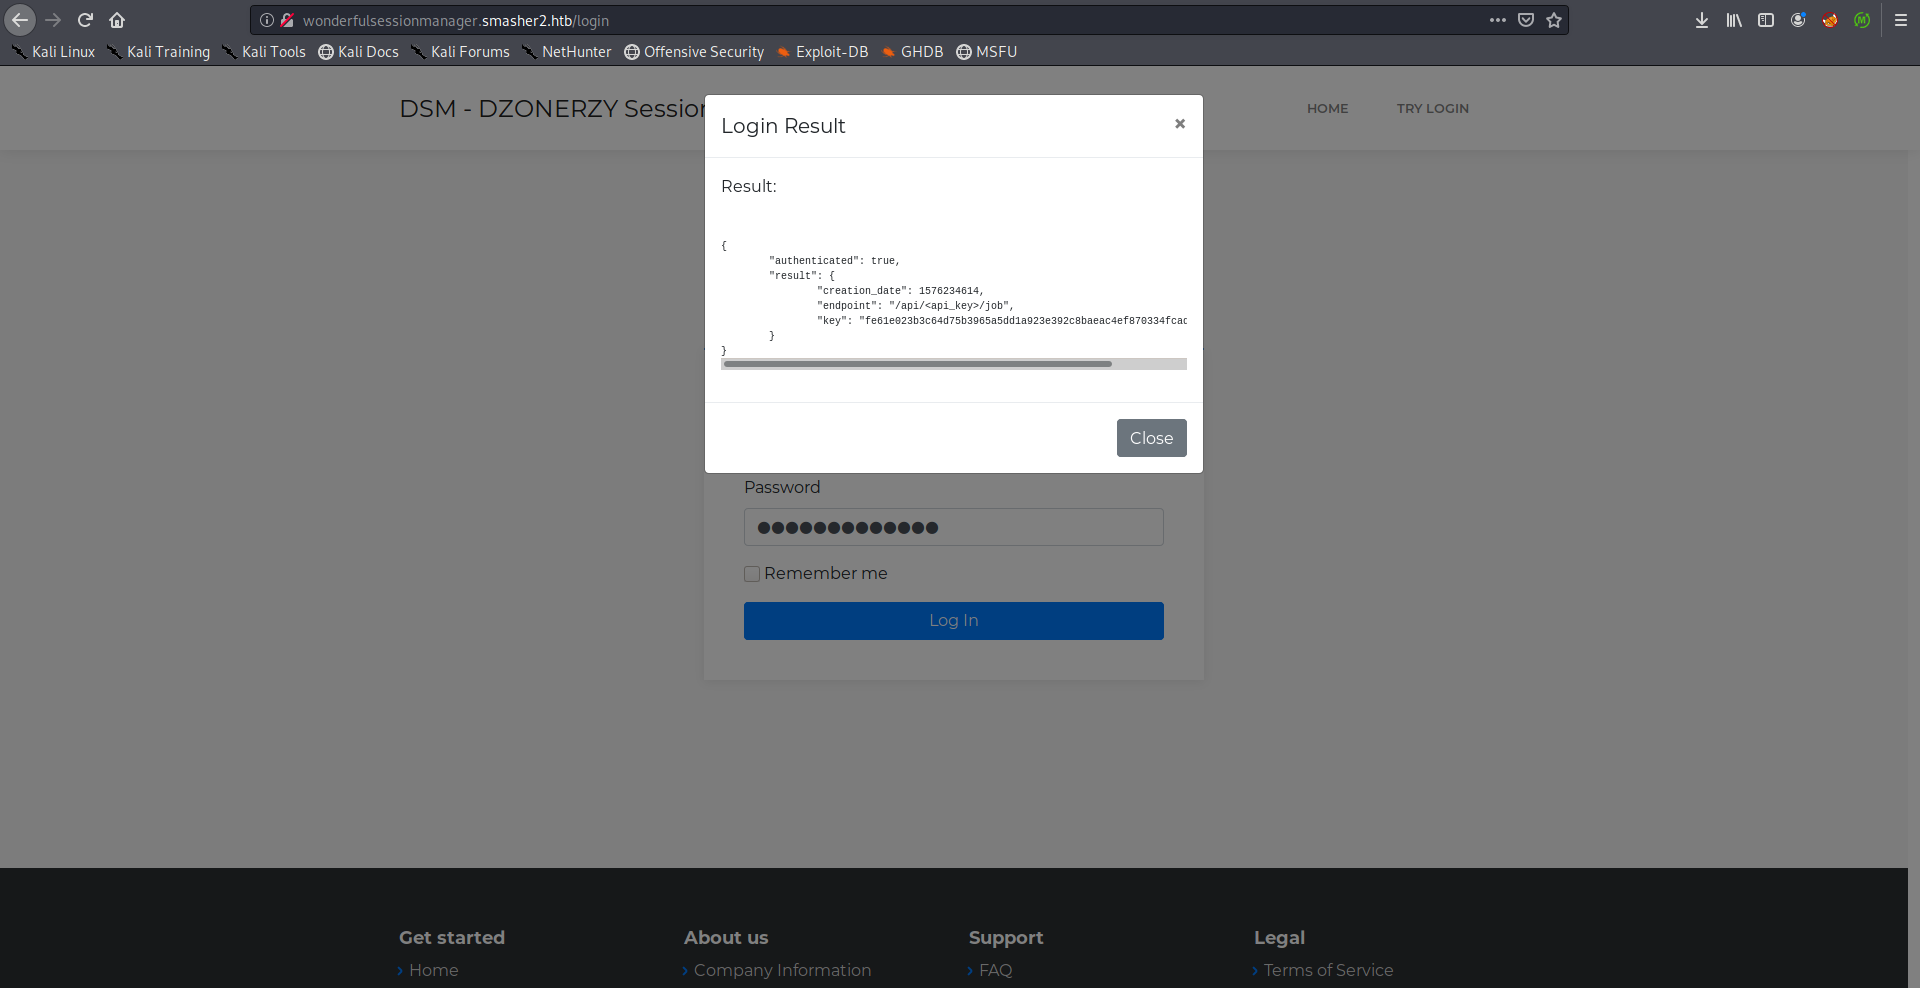 wonderfulsessionmanager.smasher2.htb/login
Kali Linux Kali Training Kali Tools Kali Docs Kali Forums NetHunter Offensive Security Exploit-DB GHDB MSFU
DSM - DZONERZY Session
HOME TRY LOGIN
Login Result
×
Result:
{
"authenticated": true,
"result": {
"creation_date": 1576234614,
"endpoint": "/api/<api_key>/job",
"key": "fe61e023b3c64d75b3965a5dd1a923e392c8baeac4ef870334fcad
}
}
Close
Password
Remember me
Log In
Get started About us Support Legal
Home Company Information FAQ Terms of Service